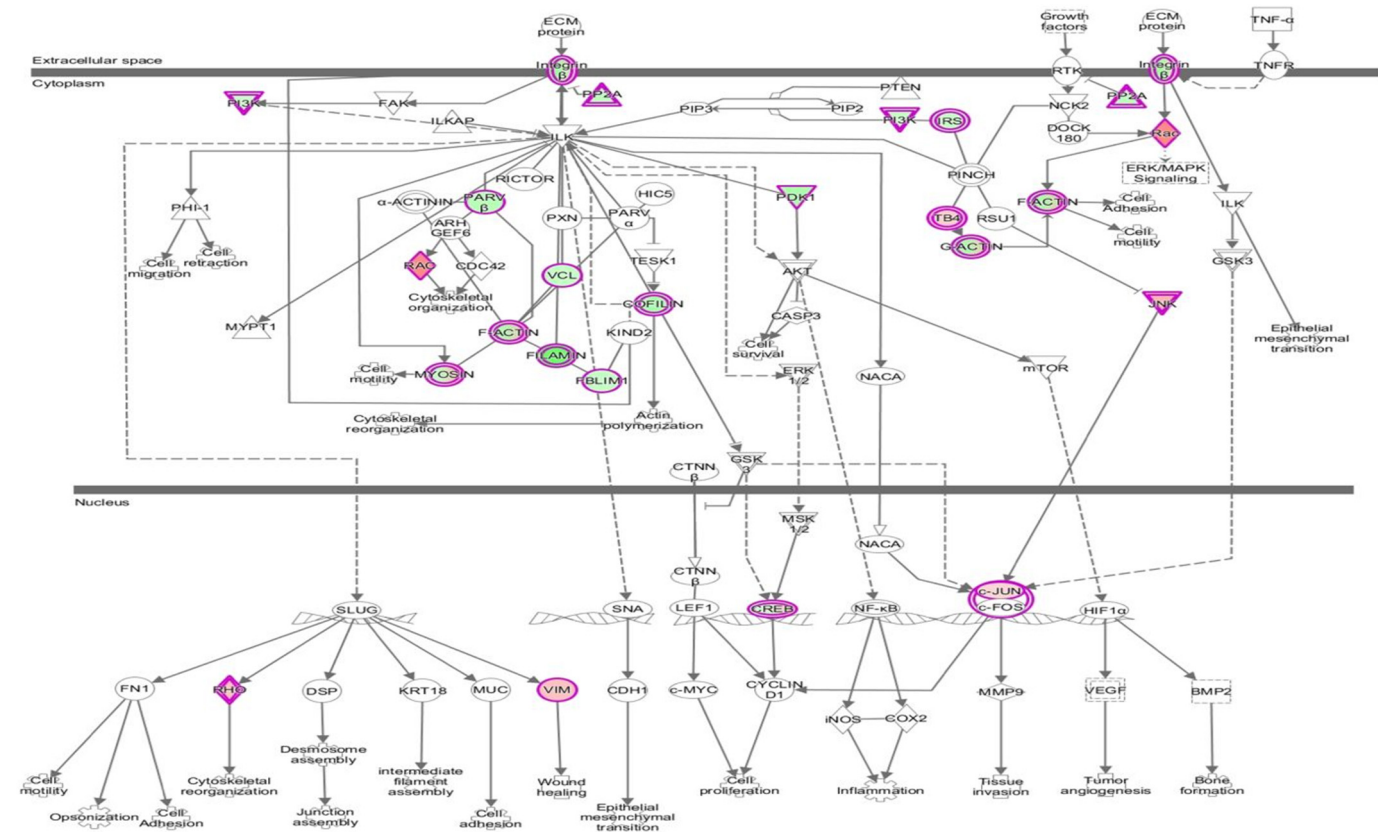 ECM
protein
Growth
factors
ECM
protein
TNF-α
Extracellular space
Integrin
β
RTK
Integrin
β
TNFR
Cytoplasm
PI3K
FAK
PP2A
PTEN
PP2A
ILKAP
PIP3
PIP2
PI3K
IRS
NCK2
ILK
DOCK
180
Rac
ERK/MAPK
Signaling
RICTOR
PINCH
α-ACTININ
PARV
β
HIC5
PDK1
F-ACTIN
Cell
Adhesion
ILK
PHI-1
PXN
PARV
α
TB4
RSU1
ARH
GEF6
Cell
motility
G-ACTIN
Cell
migration
Cell
retraction
RAC
CDC42
VCL
TESK1
AKT
GSK3
Cytoskeletal
organization
COFILIN
JNK
MYPT1
F-ACTIN
KIND2
CASP3
Epithelial
mesenchymal
transition
FILAMIN
Cell
survival
Cell
motility
MYOSIN
FBLIM1
ERK
1/2
NACA
mTOR
Cytoskeletal
reorganization
Actin
polymerization
CTNN
β
GSK
3
Nucleus
MSK
1/2
NACA
CTNN
β
c-JUN
c-FOS
SLUG
SNA
LEF1
CREB
NF-κB
HIF1α
FN1
RHO
DSP
KRT18
MUC
VIM
CDH1
c-MYC
CYCLIN
D1
MMP9
VEGF
BMP2
iNOS
COX2
Desmosome
assembly
Cell
motility
Cytoskeletal
reorganization
intermediate
filament
assembly
Wound
healing
Cell
proliferation
Inflammation
Tissue
invasion
Tumor
angiogenesis
Bone
formation
Opsonization
Cell
Adhesion
Junction
assembly
Cell
adhesion
Epithelial
mesenchymal
transition